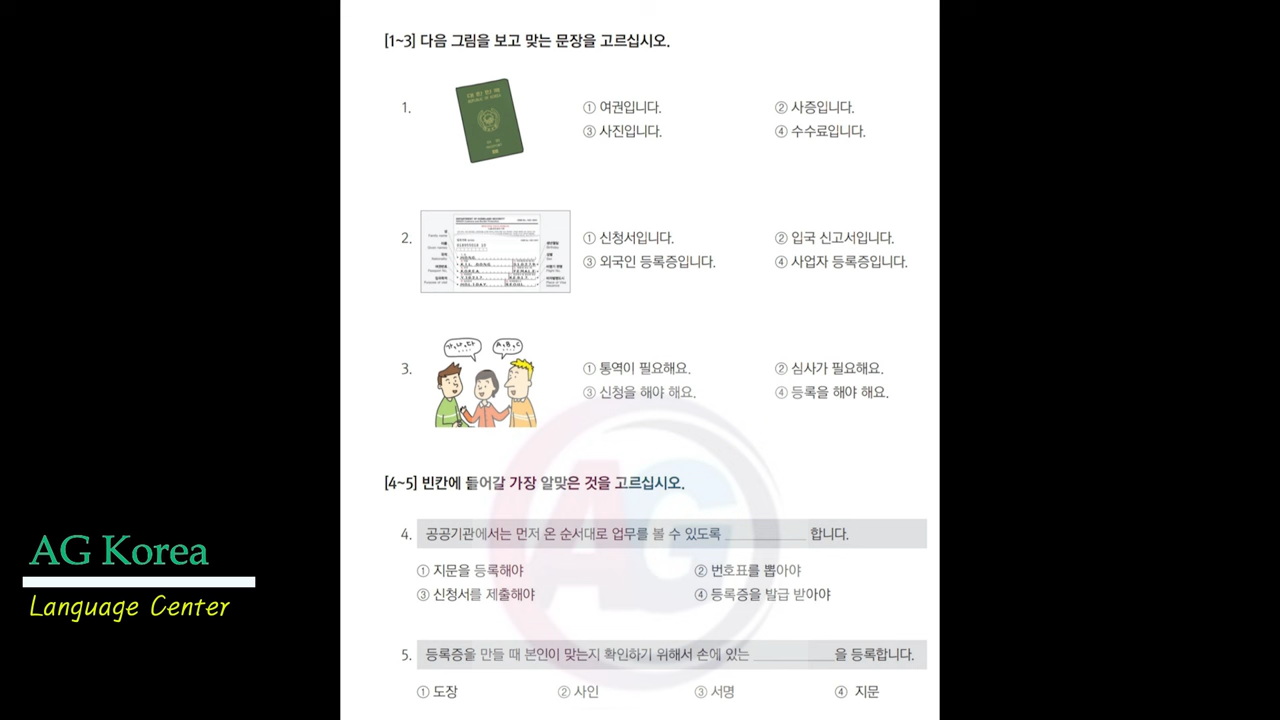 [1~3] 다음 그림을 보고 맞는 문장을 고르십시오.
1.
① 여권입니다. ② 사증입니다.
③ 사진입니다. ④ 수수료입니다.
2.
① 신청서입니다. ② 입국 신고서입니다.
③ 외국인 등록증입니다. ④ 사업자 등록증입니다.
3.
가, 나, 다 A, B, C
① 통역이 필요해요. ② 심사가 필요해요.
③ 신청을 해야 해요. ④ 등록을 해야 해요.
[4~5] 빈칸에 들어갈 가장 알맞은 것을 고르십시오.
4. 공공기관에서는 먼저 온 순서대로 업무를 볼 수 있도록 __________ 합니다.
① 지문을 등록해야 ② 번호표를 뽑아야
③ 신청서를 제출해야 ④ 등록증을 발급 받아야
5. 등록증을 만들 때 본인이 맞는지 확인하기 위해서 손에 있는 __________을 등록합니다.
① 도장 ② 사인 ③ 서명 ④ 지문
AG
AG Korea
Language Center